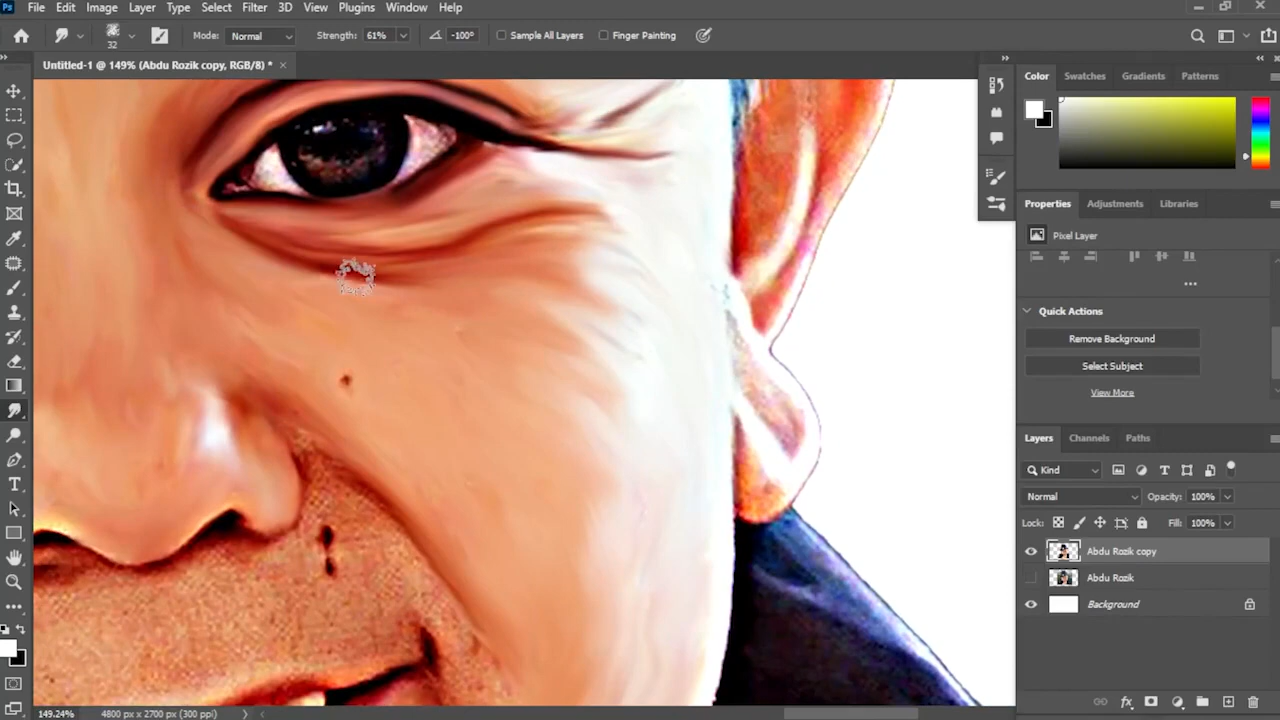 Ps File Edit Image Layer Type Select Filter 3D View Plugins Window Help
32 Mode: Normal Strength: 61% -100° Sample All Layers Finger Painting
Untitled-1 @ 149% (Abdu Rozik copy, RGB/8) *
Color Swatches Gradients Patterns
Properties Adjustments Libraries
Pixel Layer
Quick Actions
Remove Background
Select Subject
View More
Layers Channels Paths
Kind
Normal Opacity: 100%
Lock: Fill: 100%
Abdu Rozik copy
Abdu Rozik
Background
149.24% 4800 px x 2700 px (300 ppi)